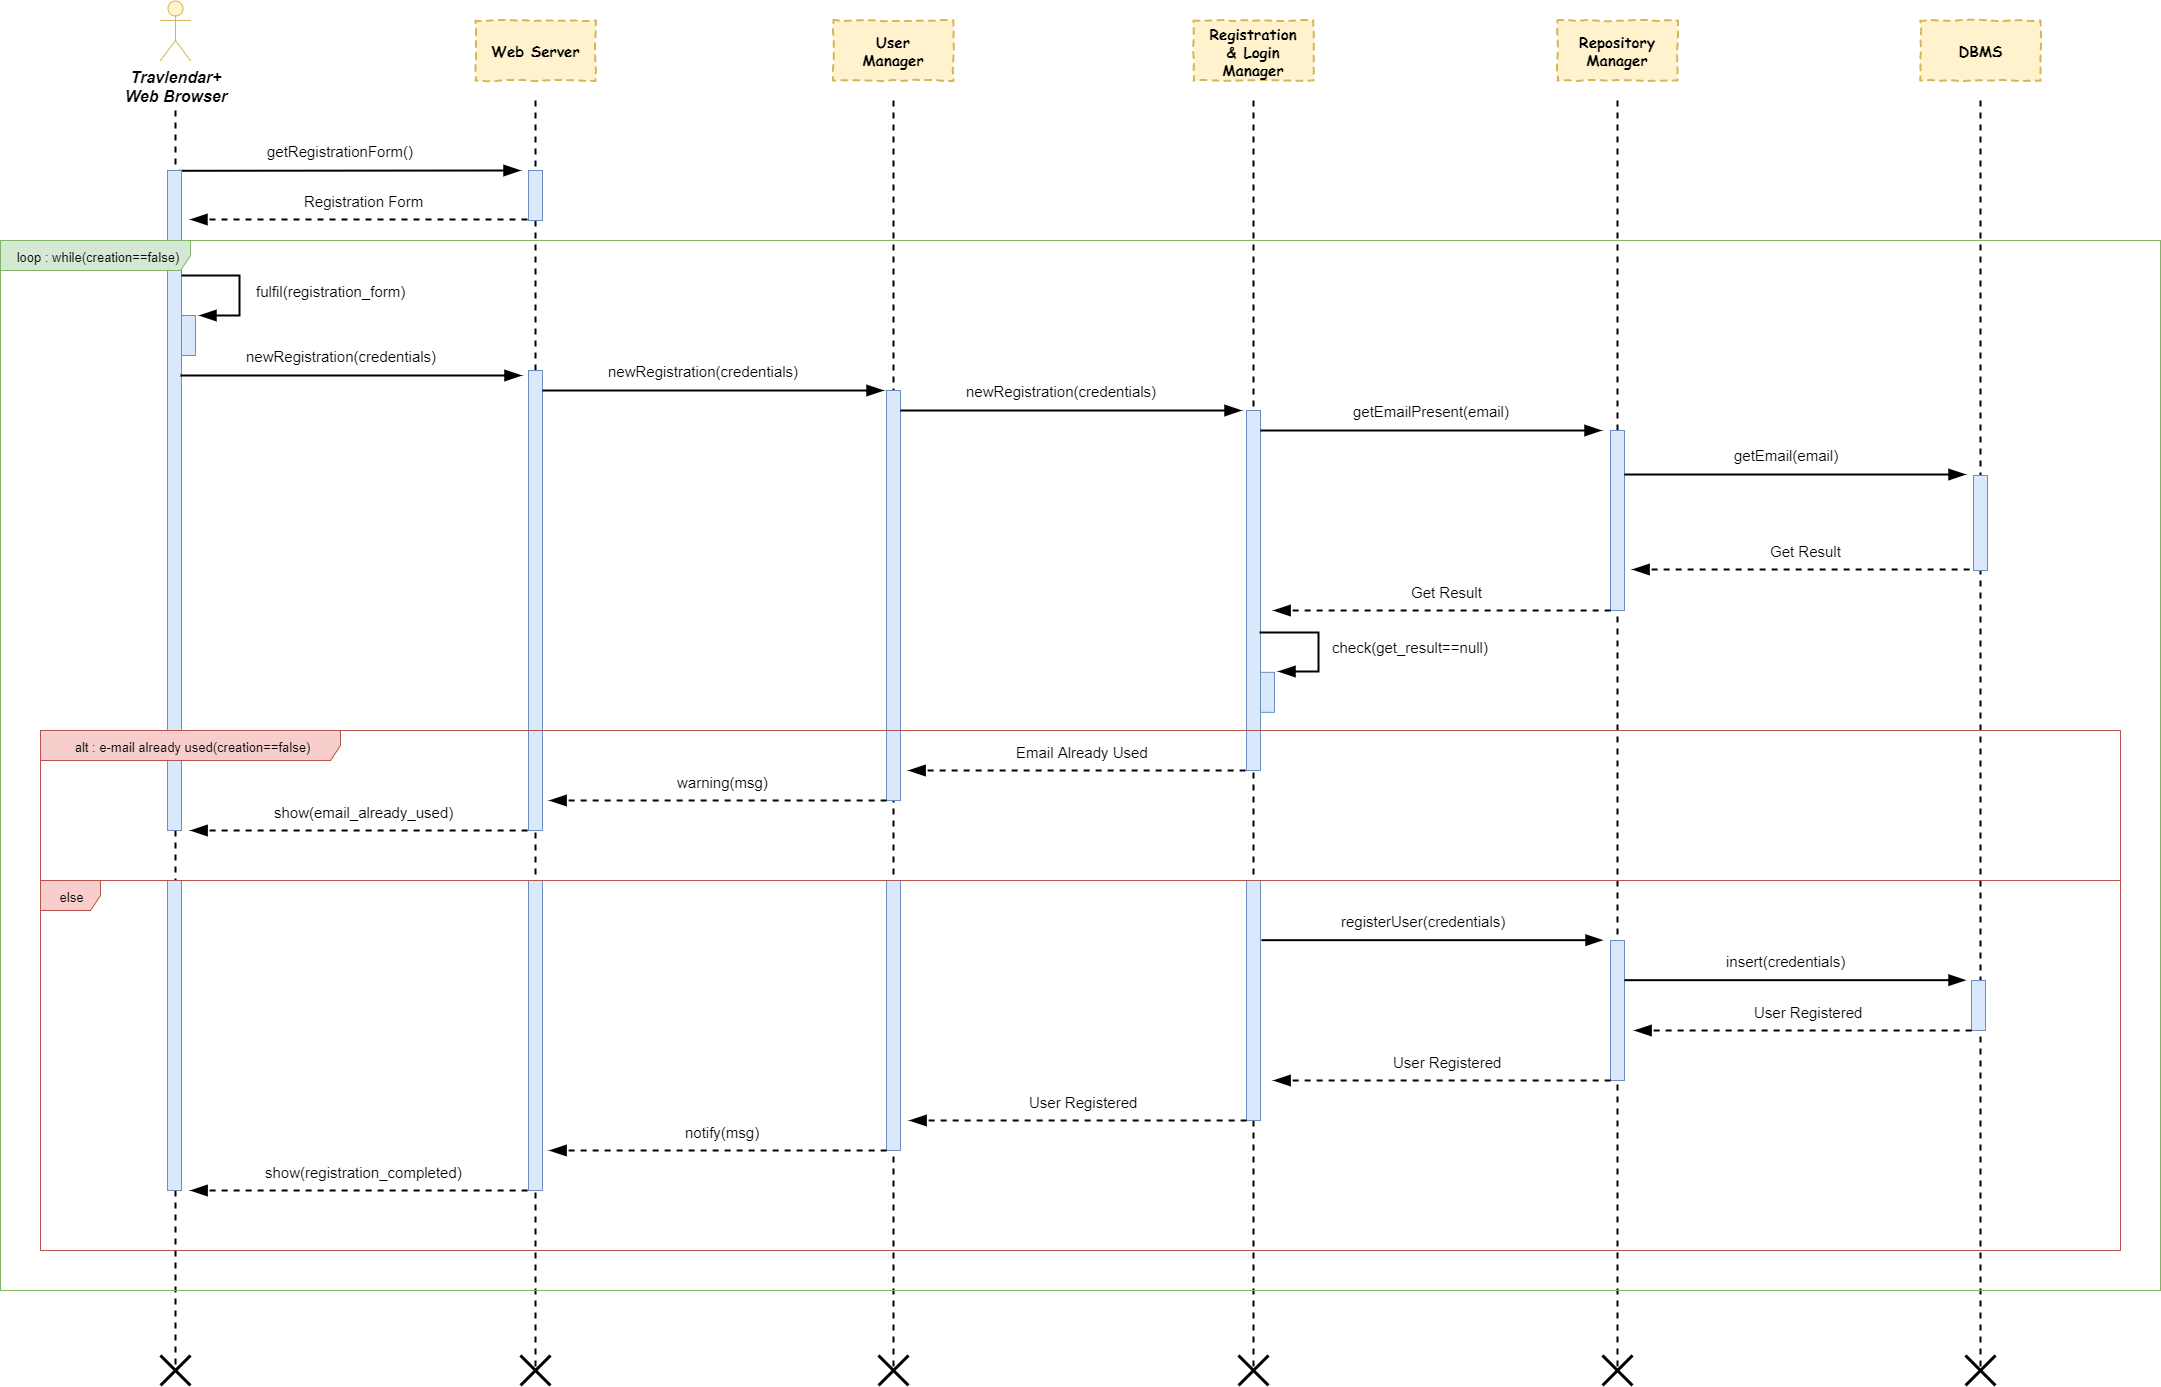 Travlendar+
Web Browser
Web Server
User
Manager
Registration
& Login
Manager
Repository
Manager
DBMS
getRegistrationForm()
Registration Form
loop : while(creation==false)
fulfil(registration_form)
newRegistration(credentials)
newRegistration(credentials)
newRegistration(credentials)
getEmailPresent(email)
getEmail(email)
Get Result
Get Result
check(get_result==null)
alt : e-mail already used(creation==false)
Email Already Used
warning(msg)
show(email_already_used)
else
registerUser(credentials)
insert(credentials)
User Registered
User Registered
User Registered
notify(msg)
show(registration_completed)